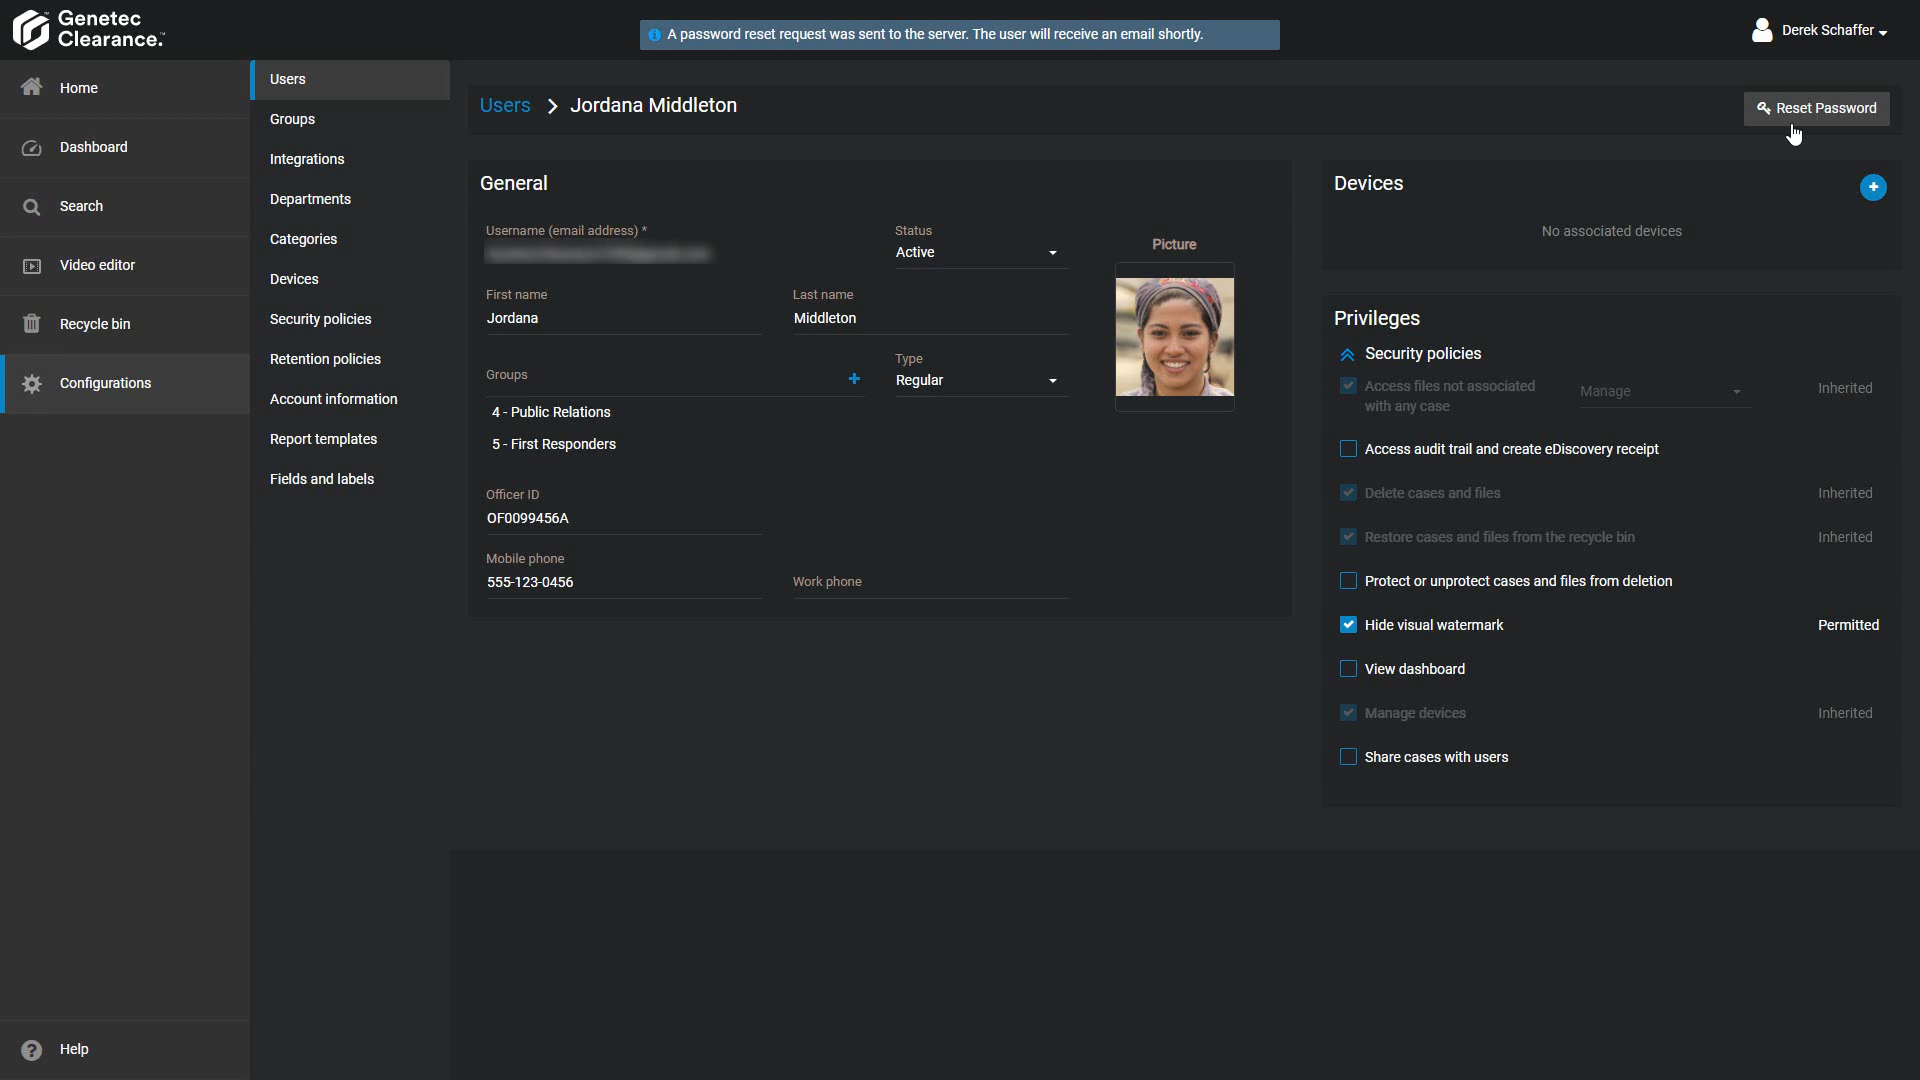 Genetec
Clearance.™
A password reset request was sent to the server. The user will receive an email shortly.
Derek Schaffer
Home
Dashboard
Search
Video editor
Recycle bin
Configurations
Help
Users
Groups
Integrations
Departments
Categories
Devices
Security policies
Retention policies
Account information
Report templates
Fields and labels
Users > Jordana Middleton
Reset Password
General
Username (email address) *
Status
Active
Picture
First name
Jordana
Last name
Middleton
Groups
Type
Regular
4 - Public Relations
5 - First Responders
Officer ID
OF0099456A
Mobile phone
555-123-0456
Work phone
Devices
No associated devices
Privileges
Security policies
Access files not associated
with any case
Manage
Inherited
Access audit trail and create eDiscovery receipt
Delete cases and files
Inherited
Restore cases and files from the recycle bin
Inherited
Protect or unprotect cases and files from deletion
Hide visual watermark
Permitted
View dashboard
Manage devices
Inherited
Share cases with users